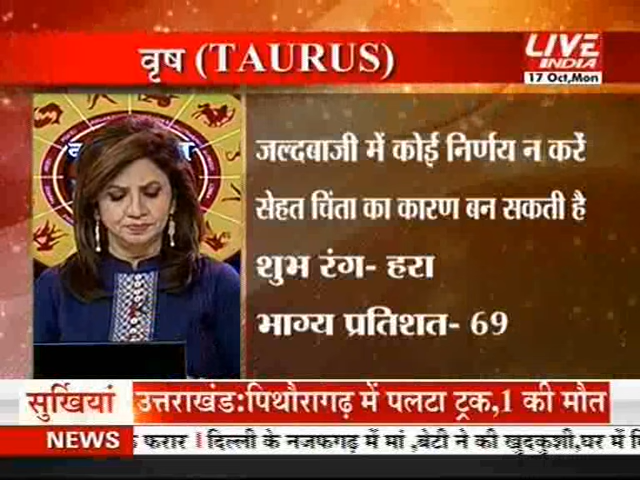 वृष (TAURUS)
LIVE
INDIA
17 Oct,Mon
जल्दबाजी में कोई निर्णय न करें
सेहत चिंता का कारण बन सकती है
शुभ रंग- हरा
भाग्य प्रतिशत- 69
सुर्खियां
उत्तराखंड:पिथौरागढ़ में पलटा ट्रक,1 की मौत
NEWS
फरार । दिल्ली के नजफगढ़ में मां ,बेटी ने की खुदकुशी,घर में